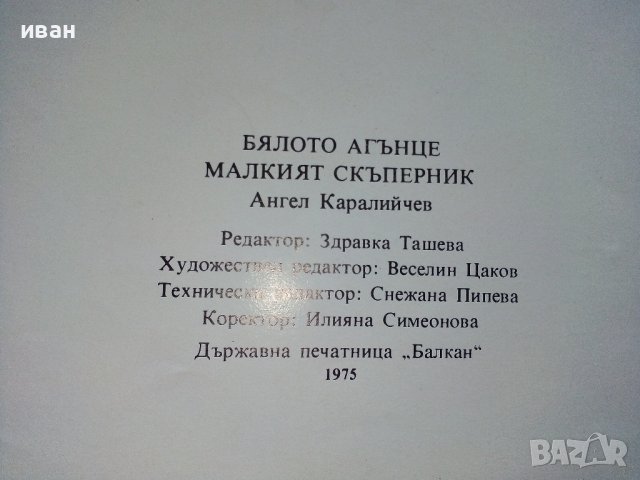 иван
БЯЛОТО АГЪНЦЕ
МАЛКИЯТ СКЪПЕРНИК
Ангел Каралийчев
Редактор: Здравка Ташева
Художествен редактор: Веселин Цаков
Технически редактор: Снежана Пипева
Коректор: Илияна Симеонова
Държавна печатница „Балкан“
1975
BAZAR